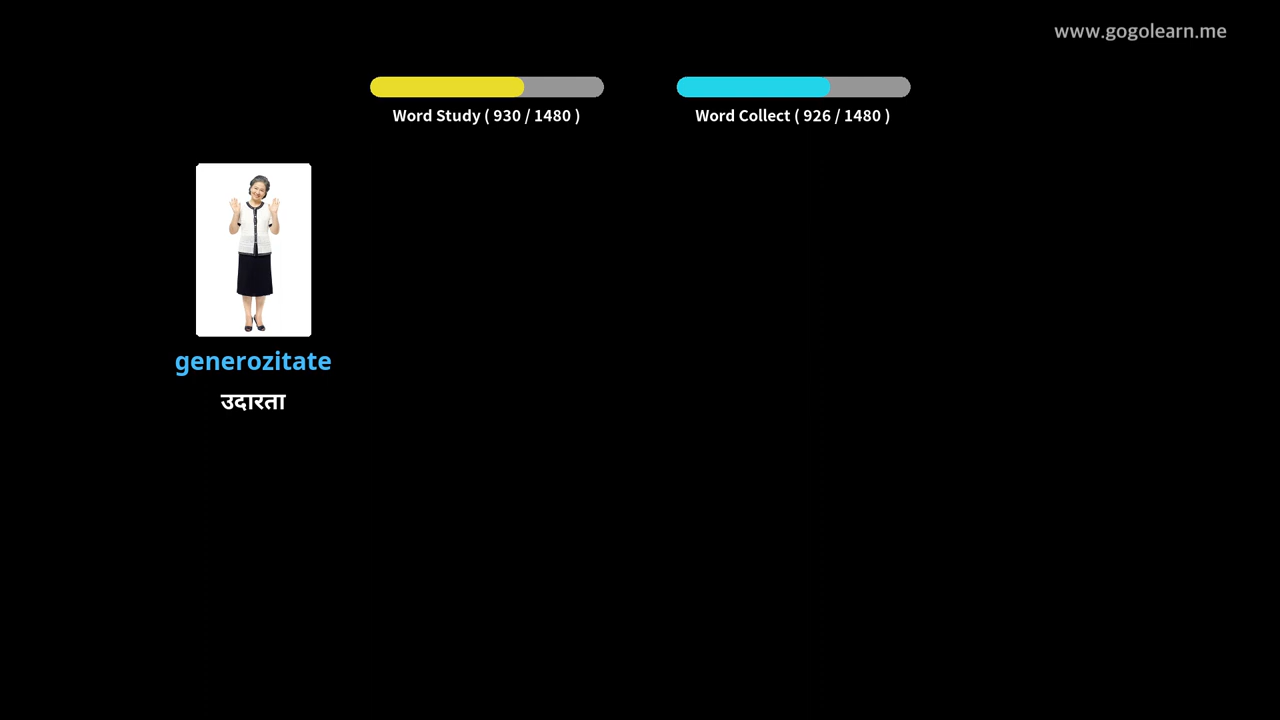 www.gogolearn.me
Word Study ( 930 / 1480 )
Word Collect ( 926 / 1480 )
generozitate
उदारता